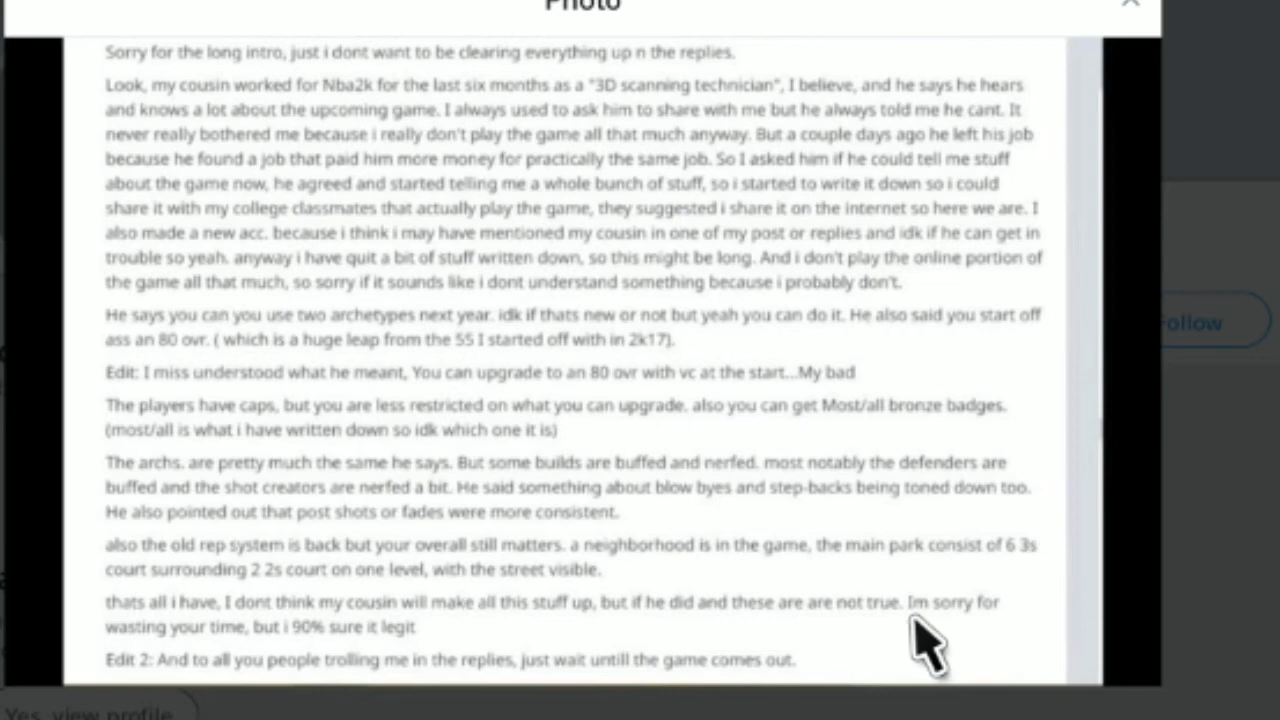 Photo
Sorry for the long intro, just i dont want to be clearing everything up n the replies.
Look, my cousin worked for Nba2k for the last six months as a "3D scanning technician", I believe, and he says he hears
and knows a lot about the upcoming game. I always used to ask him to share with me but he always told me he cant. It
never really bothered me because i really don't play the game all that much anyway. But a couple days ago he left his job
because he found a job that paid him more money for practically the same job. So I asked him if he could tell me stuff
about the game now, he agreed and started telling me a whole bunch of stuff, so i started to write it down so i could
share it with my college classmates that actually play the game, they suggested i share it on the internet so here we are. I
also made a new acc. because i think i may have mentioned my cousin in one of my post or replies and idk if he can get in
trouble so yeah. anyway i have quit a bit of stuff written down, so this might be long. And i don't play the online portion of
the game all that much, so sorry if it sounds like i dont understand something because i probably don't.
He says you can you use two archetypes next year. idk if thats new or not but yeah you can do it. He also said you start off
ass an 80 ovr. ( which is a huge leap from the 55 I started off with in 2k17).
Edit: I miss understood what he meant, You can upgrade to an 80 ovr with vc at the start...My bad
The players have caps, but you are less restricted on what you can upgrade. also you can get Most/all bronze badges.
(most/all is what i have written down so idk which one it is)
The archs. are pretty much the same he says. But some builds are buffed and nerfed. most notably the defenders are
buffed and the shot creators are nerfed a bit. He said something about blow byes and step-backs being toned down too.
He also pointed out that post shots or fades were more consistent.
also the old rep system is back but your overall still matters. a neighborhood is in the game, the main park consist of 6 3s
court surrounding 2 2s court on one level, with the street visible.
thats all i have, I dont think my cousin will make all this stuff up, but if he did and these are are not true. Im sorry for
wasting your time, but i 90% sure it legit
Edit 2: And to all you people trolling me in the replies, just wait untill the game comes out.
Follow
Yes, view profile